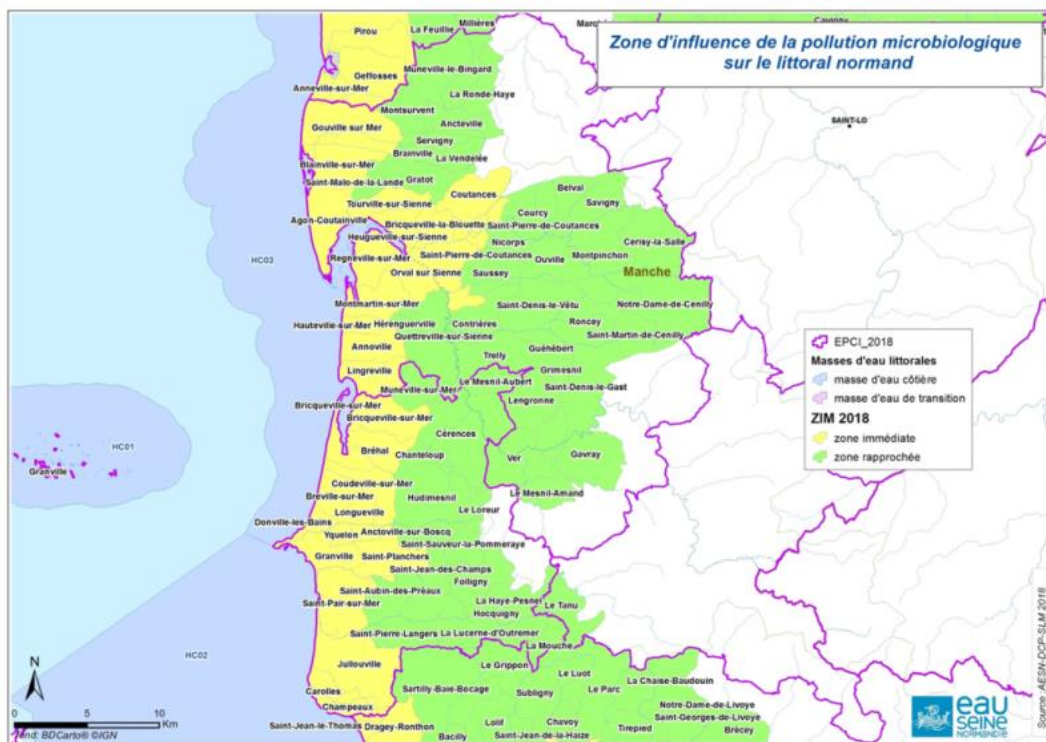 Zone d'influence de la pollution microbiologique
sur le littoral normand
Pirou
La Feuillie
Millières
Geffosses
Muneville-le-Bingard
Anneville-sur-Mer
La Ronde-Haye
Montsurvent
Gouville sur Mer
Ancteville
Servigny
Brainville
La Vendelée
Blainville-sur-Mer
Saint-Malo-de-la-Lande
Gratot
Coutances
Belval
Tourville-sur-Sienne
Savigny
Agon-Coutainville
Bricqueville-la-Blouette
Courcy
Saint-Pierre-de-Coutances
Heugueville-sur-Sienne
Nicorps
Cerisy-la-Salle
Regnéville-sur-Mer
Saint-Pierre-de-Coutances
Ouville
Montpinchon
HC03
Orval sur Sienne
Saussey
Manche
Montmartin-sur-Mer
Saint-Denis-le-Vêtu
Notre-Dame-de-Cenilly
Hauteville-sur-Mer
Hérenguerville
Contrières
Roncey
Quettreville-sur-Sienne
Saint-Martin-de-Cenilly
Annoville
Guéhébert
Trelly
Lingreville
Grimesnil
Le Mesnil-Aubert
Muneville-sur-Mer
Saint-Denis-le-Gast
Bricqueville-sur-Mer
Lengronne
Bricqueville-sur-Mer
Cérences
HC01
Bréhal
Chanteloup
Ver
Gavray
Granville
Coudeville-sur-Mer
Bréville-sur-Mer
Hudimesnil
Le Mesnil-Amand
Longueville
Le Loreur
Donville-les-Bains
Yquelon
Anctoville-sur-Boscq
Saint-Sauveur-la-Pommeraye
Granville
Saint-Planchers
Saint-Jean-des-Champs
Folligny
Saint-Aubin-des-Préaux
Saint-Pair-sur-Mer
La Haye-Pesnel
Le Tanu
Hocquigny
Saint-Pierre-Langers
La Lucerne-d'Outremer
La Mouche
HC02
Jullouville
Le Grippon
Le Luot
La Chaise-Baudouin
Carolles
Sartilly-Baie-Bocage
Subligny
Le Parc
Champeaux
Notre-Dame-de-Livoye
Saint-Jean-le-Thomas
Dragey-Ronthon
Lolif
Chavoy
Saint-Georges-de-Livoye
Bacilly
Saint-Jean-de-la-Haize
Tirepied
Brécey
SAINT-LO
EPCI_2018
Masses d'eau littorales
masse d'eau côtière
masse d'eau de transition
ZIM 2018
zone immédiate
zone rapprochée
N
0 5 10
Km
Fond: BDCarto® ©IGN
eau
SEINE
NORMANDIE
Source :AESN-DCP-SLM 2018